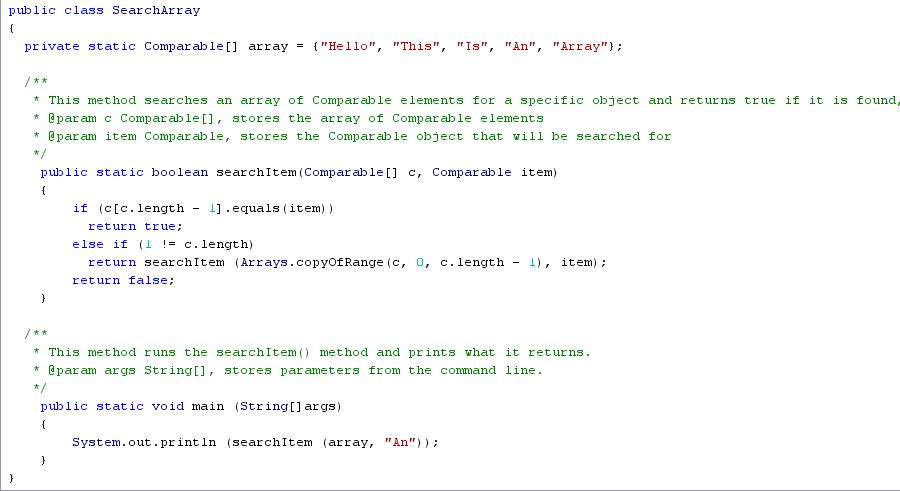 public class SearchArray
{
  private static Comparable[] array = {"Hello", "This", "Is", "An", "Array"};

  /**
   * This method searches an array of Comparable elements for a specific object and returns true if it is found,
   * @param c Comparable[], stores the array of Comparable elements
   * @param item Comparable, stores the Comparable object that will be searched for
   */
    public static boolean searchItem(Comparable[] c, Comparable item)
    {
        if (c[c.length - 1].equals(item))
          return true;
        else if (1 != c.length)
          return searchItem (Arrays.copyOfRange(c, 0, c.length - 1), item);
        return false;
    }

  /**
   * This method runs the searchItem() method and prints what it returns.
   * @param args String[], stores parameters from the command line.
   */
    public static void main (String[]args)
    {
        System.out.println (searchItem (array, "An"));
    }
}